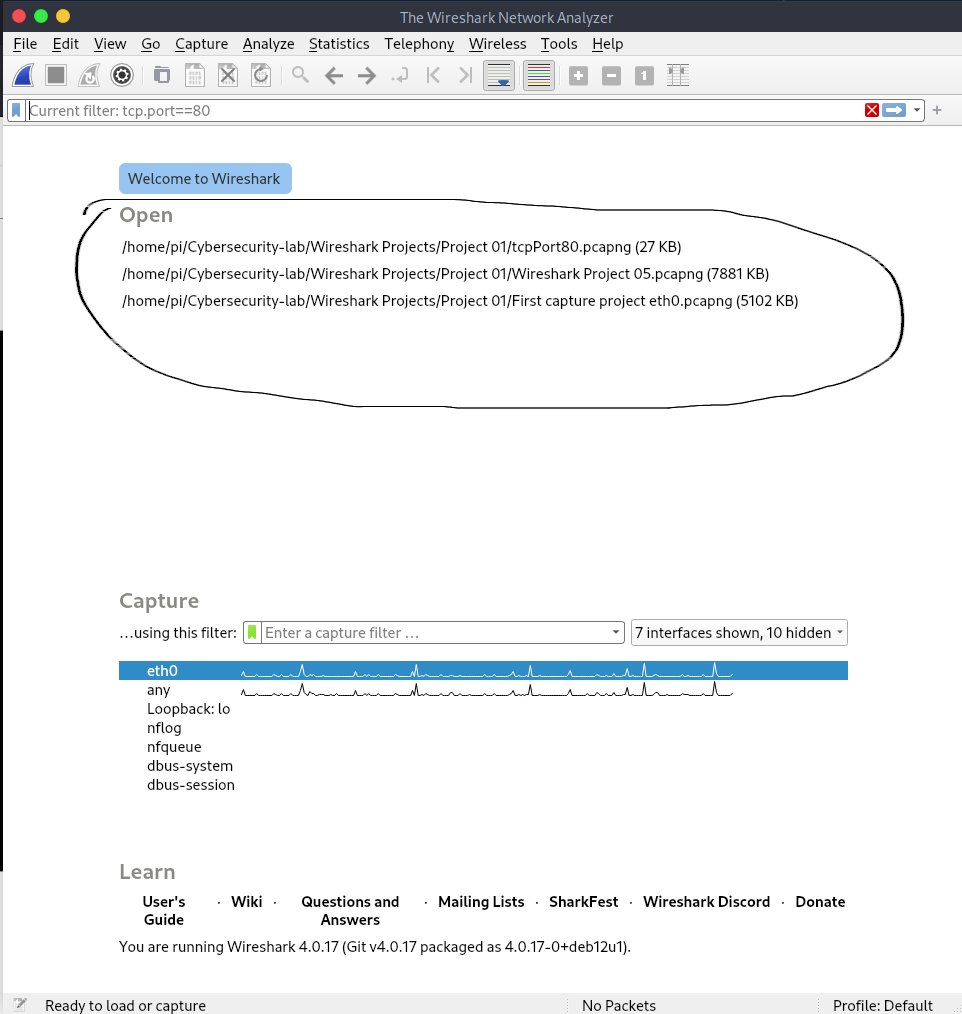 The Wireshark Network Analyzer
File Edit View Go Capture Analyze Statistics Telephony Wireless Tools Help
Current filter: tcp.port==80
Welcome to Wireshark
Open
/home/pi/Cybersecurity-lab/Wireshark Projects/Project 01/tcpPort80.pcapng (27 KB)
/home/pi/Cybersecurity-lab/Wireshark Projects/Project 01/Wireshark Project 05.pcapng (7881 KB)
/home/pi/Cybersecurity-lab/Wireshark Projects/Project 01/First capture project eth0.pcapng (5102 KB)
Capture
...using this filter: Enter a capture filter ... 7 interfaces shown, 10 hidden
eth0
any
Loopback: lo
nflog
nfqueue
dbus-system
dbus-session
Learn
User's Guide · Wiki · Questions and Answers · Mailing Lists · SharkFest · Wireshark Discord · Donate
You are running Wireshark 4.0.17 (Git v4.0.17 packaged as 4.0.17-0+deb12u1).
Ready to load or capture No Packets Profile: Default